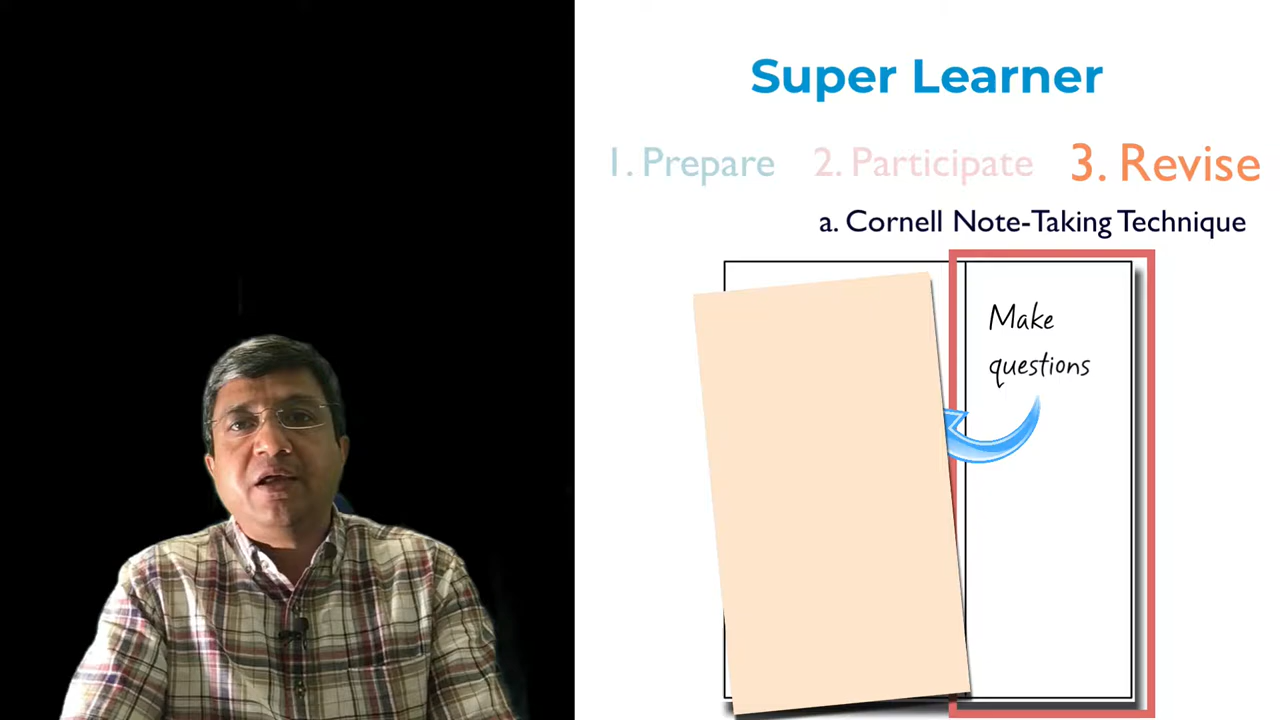 Super Learner
1. Prepare 2. Participate 3. Revise
a. Cornell Note-Taking Technique
Make
questions